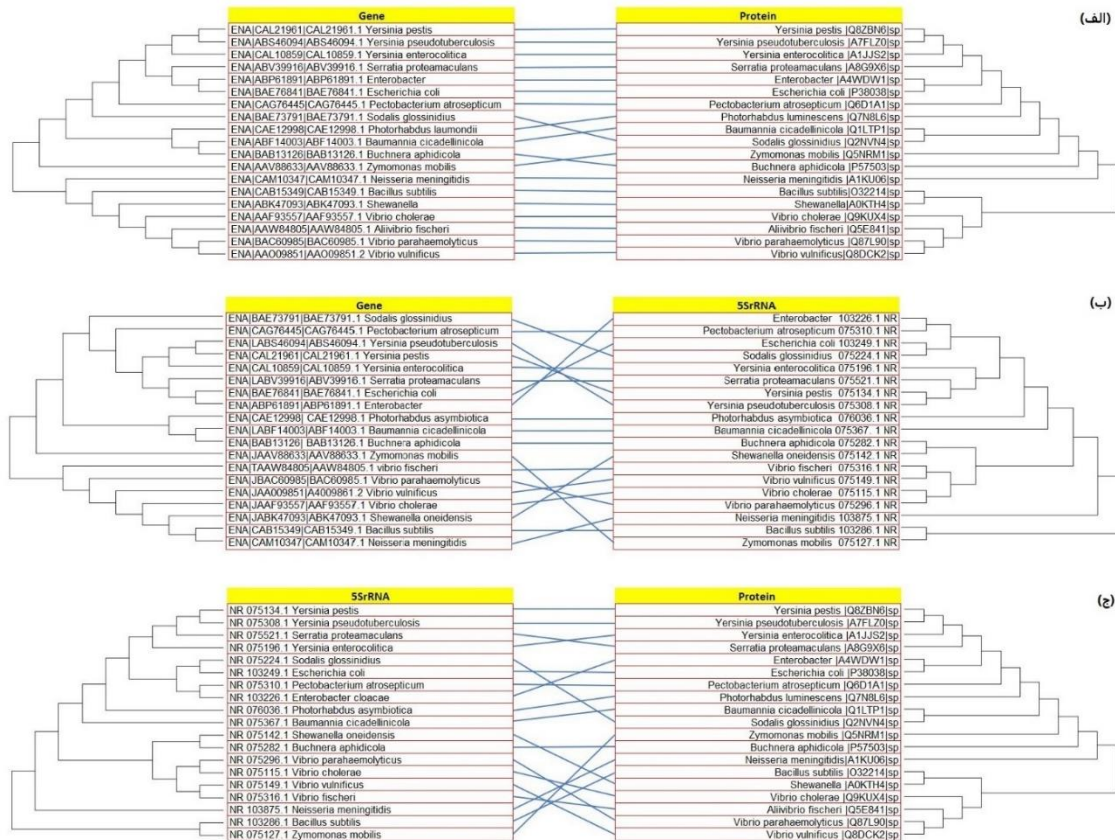 (الف)
Gene
ENA|CAL21961|CAL21961.1 Yersinia pestis
ENA|ABS46094|ABS46094.1 Yersinia pseudotuberculosis
ENA|CAL10859|CAL10859.1 Yersinia enterocolitica
ENA|ABV39916|ABV39916.1 Serratia proteamaculans
ENA|ABP61891|ABP61891.1 Enterobacter
ENA|BAE76841|BAE76841.1 Escherichia coli
ENA|CAG76445|CAG76445.1 Pectobacterium atrosepticum
ENA|BAE73791|BAE73791.1 Sodalis glossinidius
ENA|CAE12998|CAE12998.1 Photorhabdus laumondii
ENA|ABF14003|ABF14003.1 Baumannia cicadellinicola
ENA|BAB13126|BAB13126.1 Buchnera aphidicola
ENA|AAV88633|AAV88633.1 Zymomonas mobilis
ENA|CAM10347|CAM10347.1 Neisseria meningitidis
ENA|CAB15349|CAB15349.1 Bacillus subtilis
ENA|ABK47093|ABK47093.1 Shewanella
ENA|AAF93557|AAF93557.1 Vibrio cholerae
ENA|AAW84805|AAW84805.1 Aliivibrio fischeri
ENA|BAC60985|BAC60985.1 Vibrio parahaemolyticus
ENA|AAO09851|AAO09851.2 Vibrio vulnificus
Protein
Yersinia pestis |Q8ZBN6|sp
Yersinia pseudotuberculosis |A7FLZ0|sp
Yersinia enterocolitica |A1JJS2|sp
Serratia proteamaculans |A8G9X6|sp
Enterobacter |A4WDW1|sp
Escherichia coli |P38038|sp
Pectobacterium atrosepticum |Q6D1A1|sp
Photorhabdus luminescens |Q7N8L6|sp
Baumannia cicadellinicola |Q1LTP1|sp
Sodalis glossinidius |Q2NVN4|sp
Zymomonas mobilis |Q5NRM1|sp
Buchnera aphidicola |P57503|sp
Neisseria meningitidis |A1KU06|sp
Bacillus subtilis|O32214|sp
Shewanella|A0KTH4|sp
Vibrio cholerae |Q9KUX4|sp
Aliivibrio fischeri |Q5E841|sp
Vibrio parahaemolyticus |Q87L90|sp
Vibrio vulnificus|Q8DCK2|sp
(ب)
Gene
ENA|BAE73791|BAE73791.1 Sodalis glossinidius
ENA|CAG76445|CAG76445.1 Pectobacterium atrosepticum
ENA|LABS46094|ABS46094.1 Yersinia pseudotuberculosis
ENA|CAL21961|CAL21961.1 Yersinia pestis
ENA|CAL10859|CAL10859.1 Yersinia enterocolitica
ENA|LABV39916|ABV39916.1 Serratia proteamaculans
ENA|BAE76841|BAE76841.1 Escherichia coli
ENA|ABP61891|ABP61891.1 Enterobacter
ENA|CAE12998| CAE12998.1 Photorhabdus asymbiotica
ENA|LABF14003|ABF14003.1 Baumannia cicadellinicola
ENA|BAB13126| BAB13126.1 Buchnera aphidicola
ENA|JAAV88633|AAV88633.1 Zymomonas mobilis
ENA|TAAW84805|AAW84805.1 vibrio fischeri
ENA|JBAC60985|BAC60985.1 Vibrio parahaemolyticus
ENA|JAA009851|A4009861.2 Vibrio vulnificus
ENA|JAAF93557|AAF93557.1 Vibrio cholerae
ENA|JABK47093|ABK47093.1 Shewanella oneidensis
ENA|CAB15349|CAB15349.1 Bacillus subtilis
ENA|CAM10347|CAM10347.1 Neisseria meningitidis
5SrRNA
Enterobacter 103226.1 NR
Pectobacterium atrosepticum 075310.1 NR
Escherichia coli 103249.1 NR
Sodalis glossinidius 075224.1 NR
Yersinia enterocolitica 075196.1 NR
Serratia proteamaculans 075521.1 NR
Yersinia pestis 075134.1 NR
Yersinia pseudotuberculosis 075308.1 NR
Photorhabdus asymbiotica 076036.1 NR
Baumannia cicadellinicola 075367. 1 NR
Buchnera aphidicola 075282.1 NR
Shewanella oneidensis 075142.1 NR
Vibrio fischeri 075316.1 NR
Vibrio vulnificus 075149.1 NR
Vibrio cholerae 075115.1 NR
Vibrio parahaemolyticus 075296.1 NR
Neisseria meningitidis 103875.1 NR
Bacillus subtilis 103286.1 NR
Zymomonas mobilis 075127.1 NR
(ج)
5SrRNA
NR 075134.1 Yersinia pestis
NR 075308.1 Yersinia pseudotuberculosis
NR 075521.1 Serratia proteamaculans
NR 075196.1 Yersinia enterocolitica
NR 075224.1 Sodalis glossinidius
NR 103249.1 Escherichia coli
NR 075310.1 Pectobacterium atrosepticum
NR 103226.1 Enterobacter cloacae
NR 076036.1 Photorhabdus asymbiotica
NR 075367.1 Baumannia cicadellinicola
NR 075142.1 Shewanella oneidensis
NR 075282.1 Buchnera aphidicola
NR 075296.1 Vibrio parahaemolyticus
NR 075115.1 Vibrio cholerae
NR 075149.1 Vibrio vulnificus
NR 075316.1 Vibrio fischeri
NR 103875.1 Neisseria meningitidis
NR 103286.1 Bacillus subtilis
NR 075127.1 Zymomonas mobilis
Protein
Yersinia pestis |Q8ZBN6|sp
Yersinia pseudotuberculosis |A7FLZ0|sp
Yersinia enterocolitica |A1JJS2|sp
Serratia proteamaculans |A8G9X6|sp
Enterobacter |A4WDW1|sp
Escherichia coli |P38038|sp
Pectobacterium atrosepticum |Q6D1A1|sp
Photorhabdus luminescens |Q7N8L6|sp
Baumannia cicadellinicola |Q1LTP1|sp
Sodalis glossinidius |Q2NVN4|sp
Zymomonas mobilis |Q5NRM1|sp
Buchnera aphidicola |P57503|sp
Neisseria meningitidis|A1KU06|sp
Bacillus subtilis |O32214|sp
Shewanella |A0KTH4|sp
Vibrio cholerae |Q9KUX4|sp
Aliivibrio fischeri |Q5E841|sp
Vibrio parahaemolyticus |Q87L90|sp
Vibrio vulnificus |Q8DCK2|sp